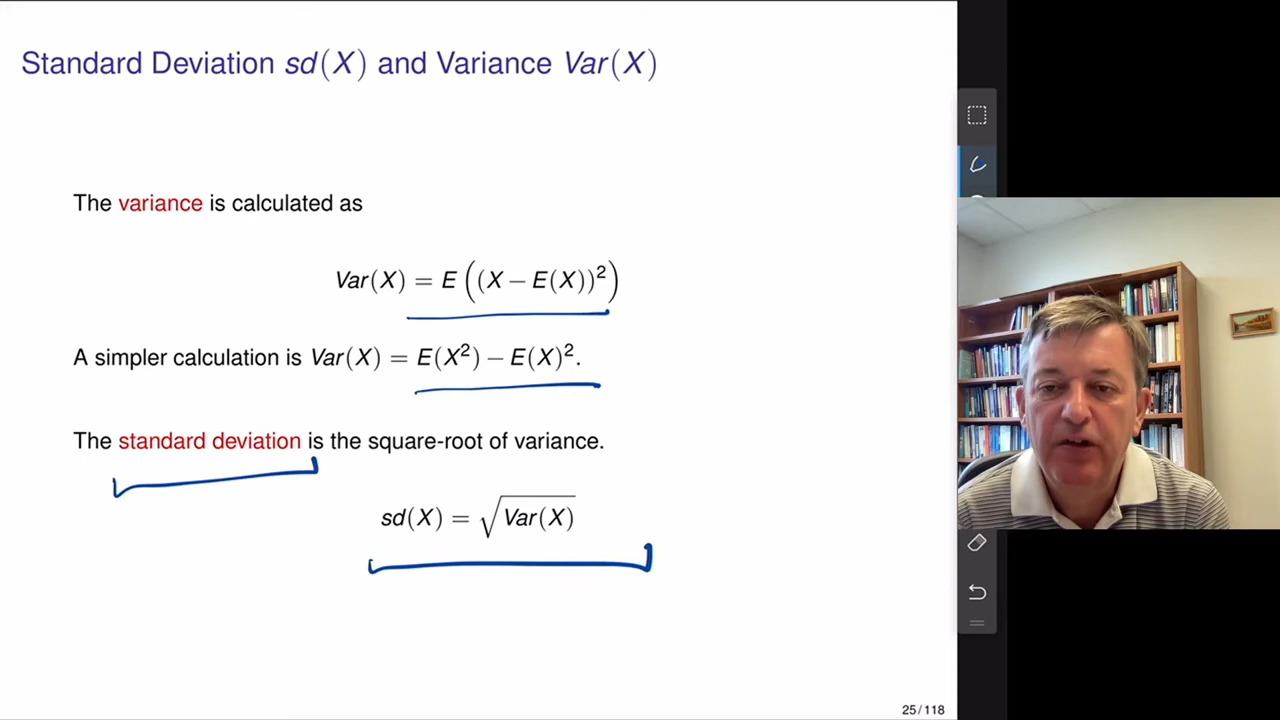 Standard Deviation sd(X) and Variance Var(X)
The variance is calculated as
Var(X) = E((X − E(X))²)
A simpler calculation is Var(X) = E(X²) − E(X)².
The standard deviation is the square-root of variance.
sd(X) = √Var(X)
25/118